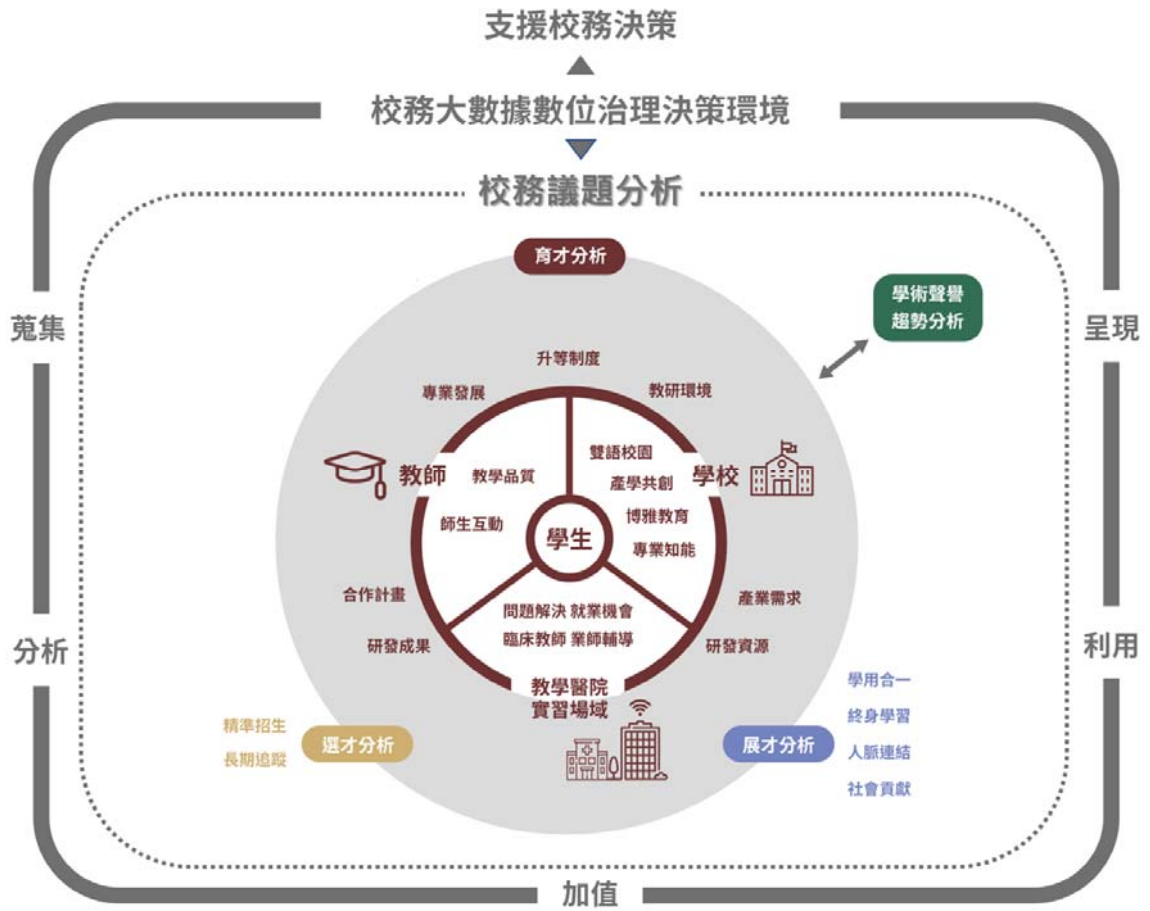 支援校務決策
校務大數據數位治理決策環境
校務議題分析
育才分析
學術聲譽
趨勢分析
蒐集
呈現
升等制度
專業發展
教研環境
雙語校園
教師
教學品質
學校
產學共創
師生互動
博雅教育
學生
專業知能
合作計畫
產業需求
問題解決 就業機會
臨床教師 業師輔導
研發成果
研發資源
分析
利用
教學醫院
實習場域
學用合一
精準招生
終身學習
選才分析
展才分析
長期追蹤
人脈連結
社會貢獻
加值